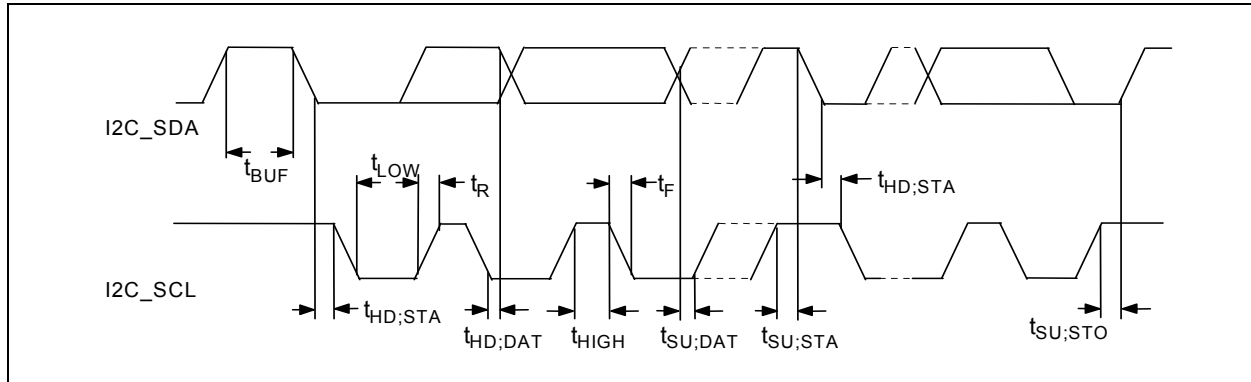 I2C_SDA
tBUF
tLOW
tR
tF
tHD;STA
I2C_SCL
tHD;STA
tHD;DAT
tHIGH
tSU;DAT
tSU;STA
tSU;STO